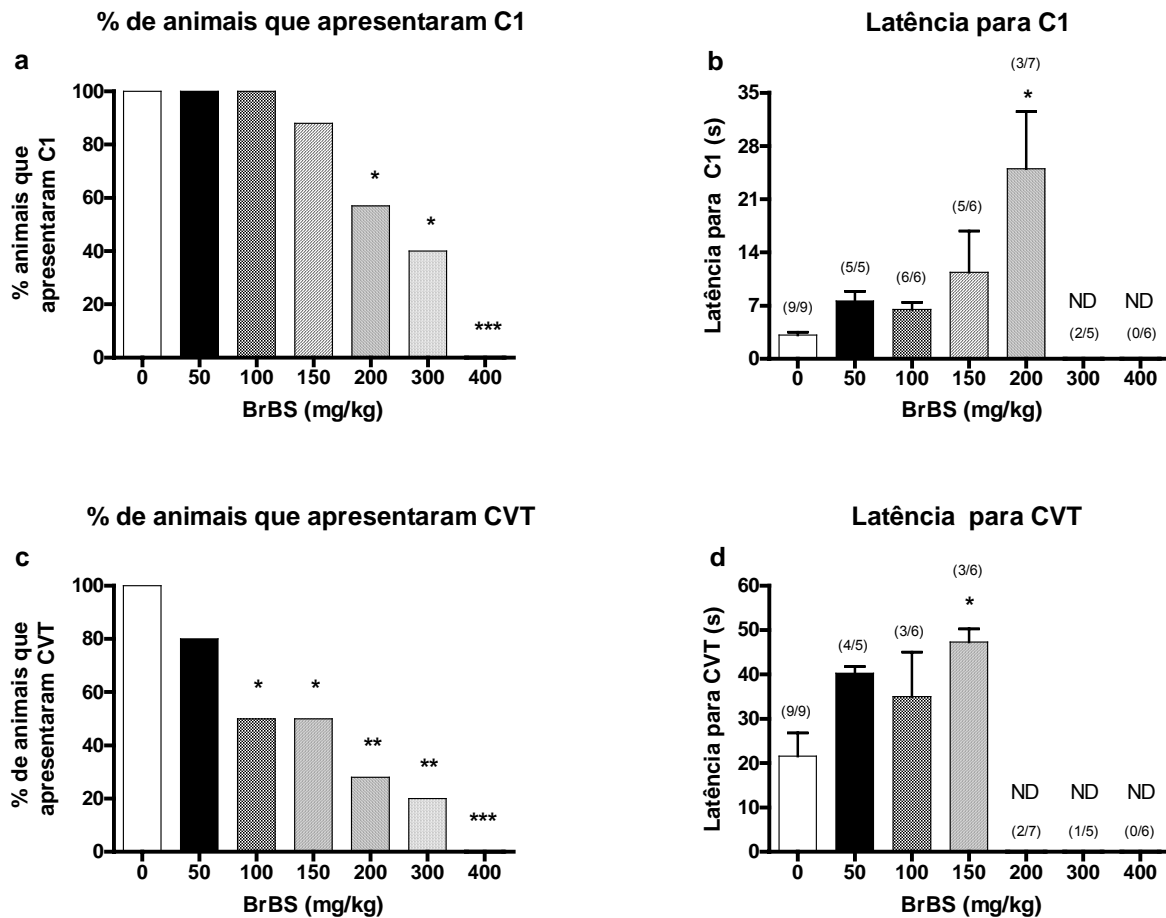 % de animais que apresentaram C1
a
% animais que
apresentaram C1
100
80
60
40
20
0
*
*
***
0 50 100 150 200 300 400
BrBS (mg/kg)
Latência para C1
b
Latência para C1 (s)
35
28
21
14
7
0
(9/9)
(5/5)
(6/6)
(5/6)
(3/7)
*
ND
(2/5)
ND
(0/6)
0 50 100 150 200 300 400
BrBS (mg/kg)
% de animais que apresentaram CVT
c
% de animais que
apresentaram CVT
100
80
60
40
20
0
*
*
**
**
***
0 50 100 150 200 300 400
BrBS (mg/kg)
Latência para CVT
d
Latência para CVT (s)
60
50
40
30
20
10
0
(9/9)
(4/5)
(3/6)
(3/6)
*
ND
(2/7)
ND
(1/5)
ND
(0/6)
0 50 100 150 200 300 400
BrBS (mg/kg)